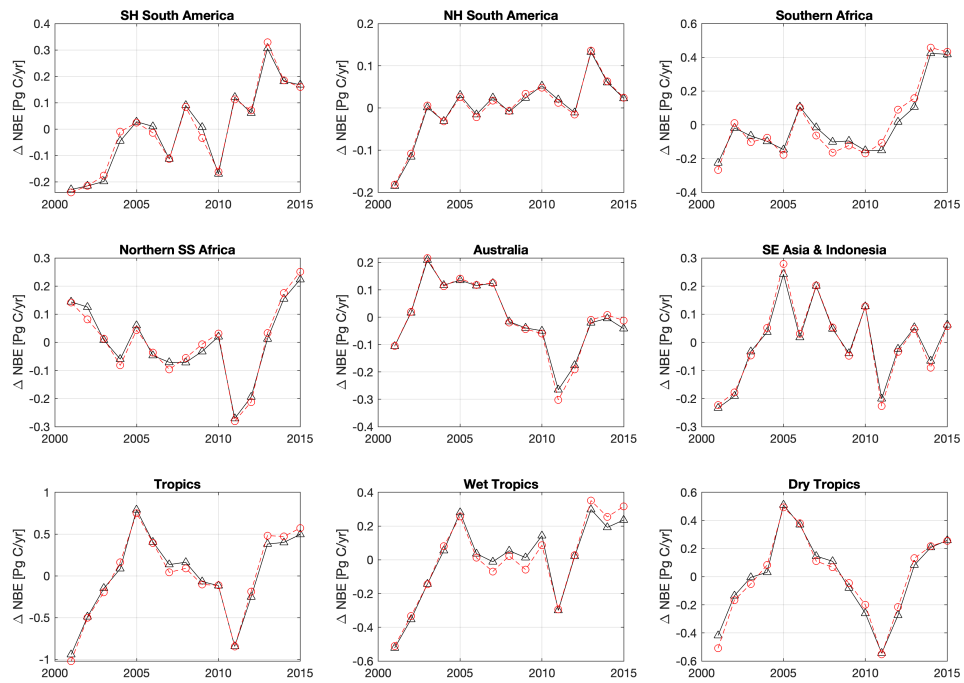 SH South America
NH South America
Southern Africa
0.4
0.3
0.2
0.1
0
-0.1
-0.2
Δ NBE [Pg C/yr]
2000 2005 2010 2015
0.2
0.1
0
-0.1
-0.2
Δ NBE [Pg C/yr]
2000 2005 2010 2015
0.6
0.4
0.2
0
-0.2
-0.4
Δ NBE [Pg C/yr]
2000 2005 2010 2015
Northern SS Africa
Australia
SE Asia & Indonesia
0.3
0.2
0.1
0
-0.1
-0.2
-0.3
Δ NBE [Pg C/yr]
2000 2005 2010 2015
0.2
0.1
0
-0.1
-0.2
-0.3
-0.4
Δ NBE [Pg C/yr]
2000 2005 2010 2015
0.3
0.2
0.1
0
-0.1
-0.2
-0.3
Δ NBE [Pg C/yr]
2000 2005 2010 2015
Tropics
Wet Tropics
Dry Tropics
1
0.5
0
-0.5
-1
Δ NBE [Pg C/yr]
2000 2005 2010 2015
0.4
0.2
0
-0.2
-0.4
-0.6
Δ NBE [Pg C/yr]
2000 2005 2010 2015
0.6
0.4
0.2
0
-0.2
-0.4
-0.6
Δ NBE [Pg C/yr]
2000 2005 2010 2015